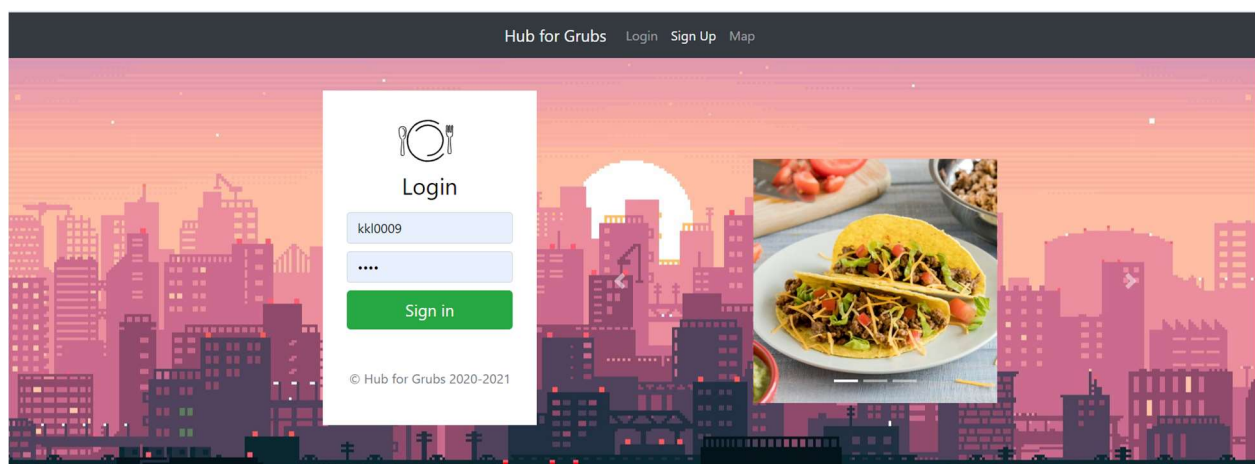 Hub for Grubs Login Sign Up Map
Login
kkl0009
••••
Sign in
© Hub for Grubs 2020-2021